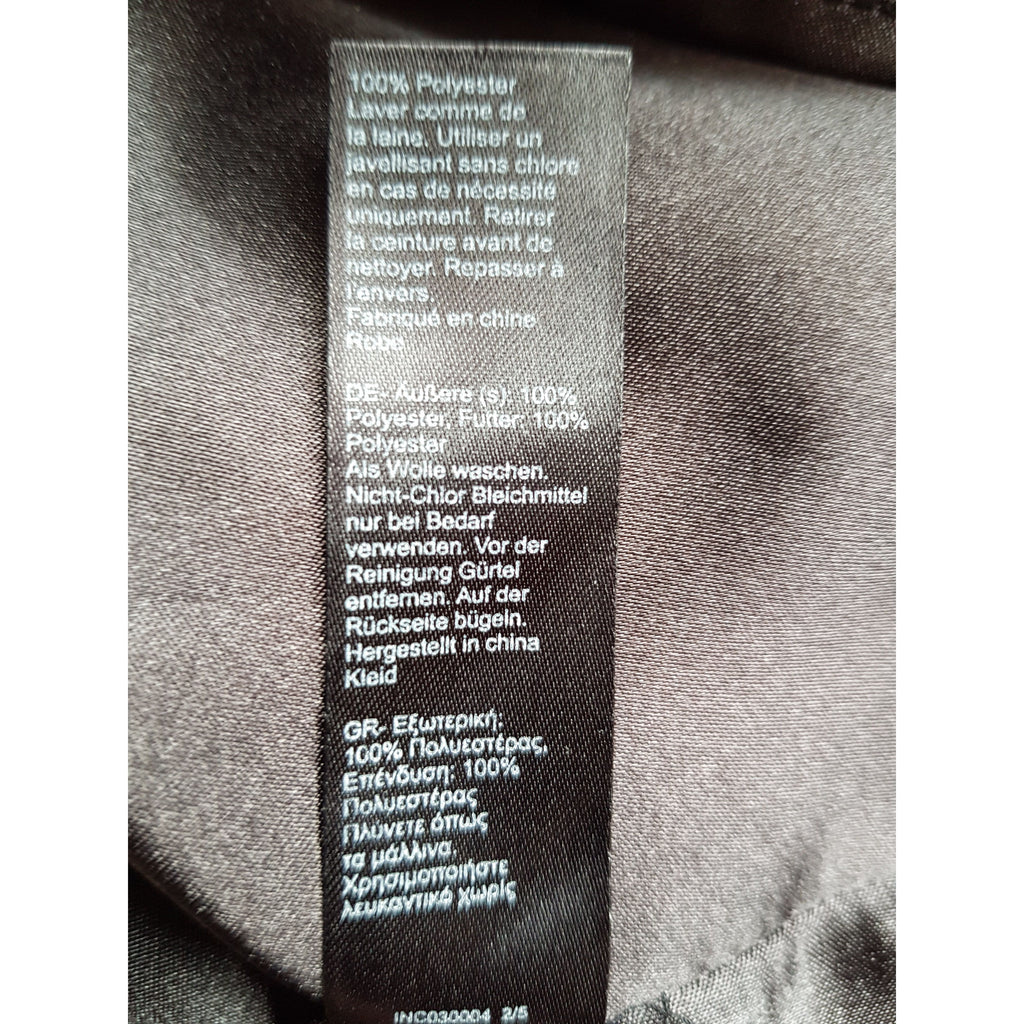 100% Polyester
Laver comme de
la laine. Utiliser un
javellisant sans chlore
en cas de nécessité
uniquement. Retirer
la ceinture avant de
nettoyer. Repasser à
l'envers.
Fabriqué en chine
Robe
DE- Äußere (s): 100%
Polyester, Futter: 100%
Polyester
Als Wolle waschen.
Nicht-Chlor Bleichmittel
nur bei Bedarf
verwenden. Vor der
Reinigung Gürtel
entfernen. Auf der
Rückseite bügeln.
Hergestellt in china
Kleid
GR- Εξωτερική:
100% Πολυεστέρας,
Επένδυση: 100%
Πολυεστέρας
Πλύνετε όπως
τα μάλλινα
Χρησιμοποιήστε
λευκαντικό χωρίς
INC030004 2/5